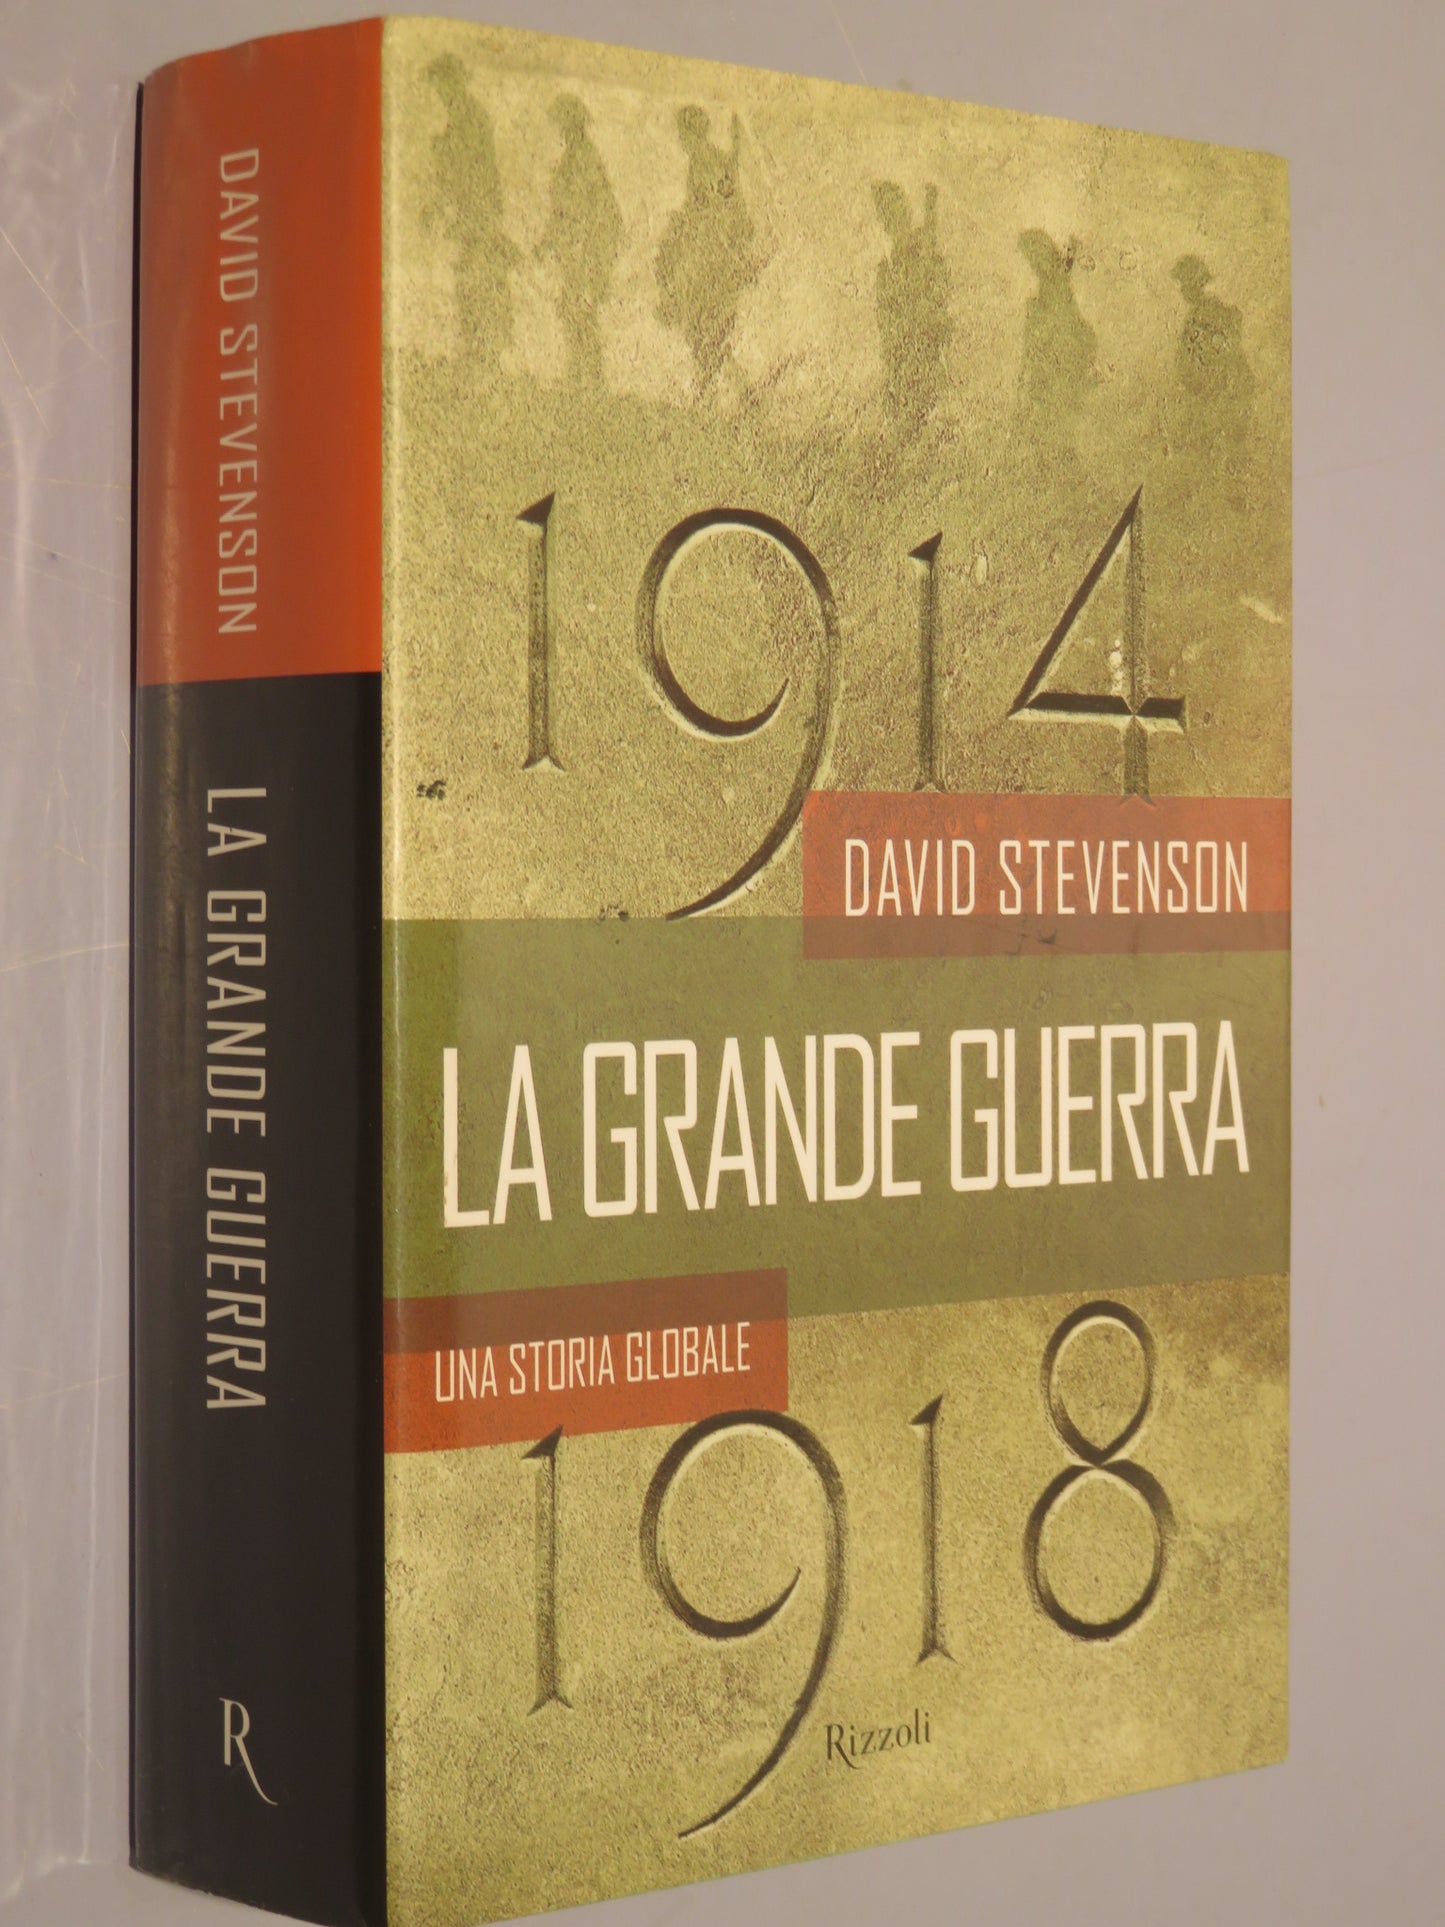 DAVID STEVENSON
LA GRANDE GUERRA
R
1914
DAVID STEVENSON
LA GRANDE GUERRA
UNA STORIA GLOBALE
1918
Rizzoli